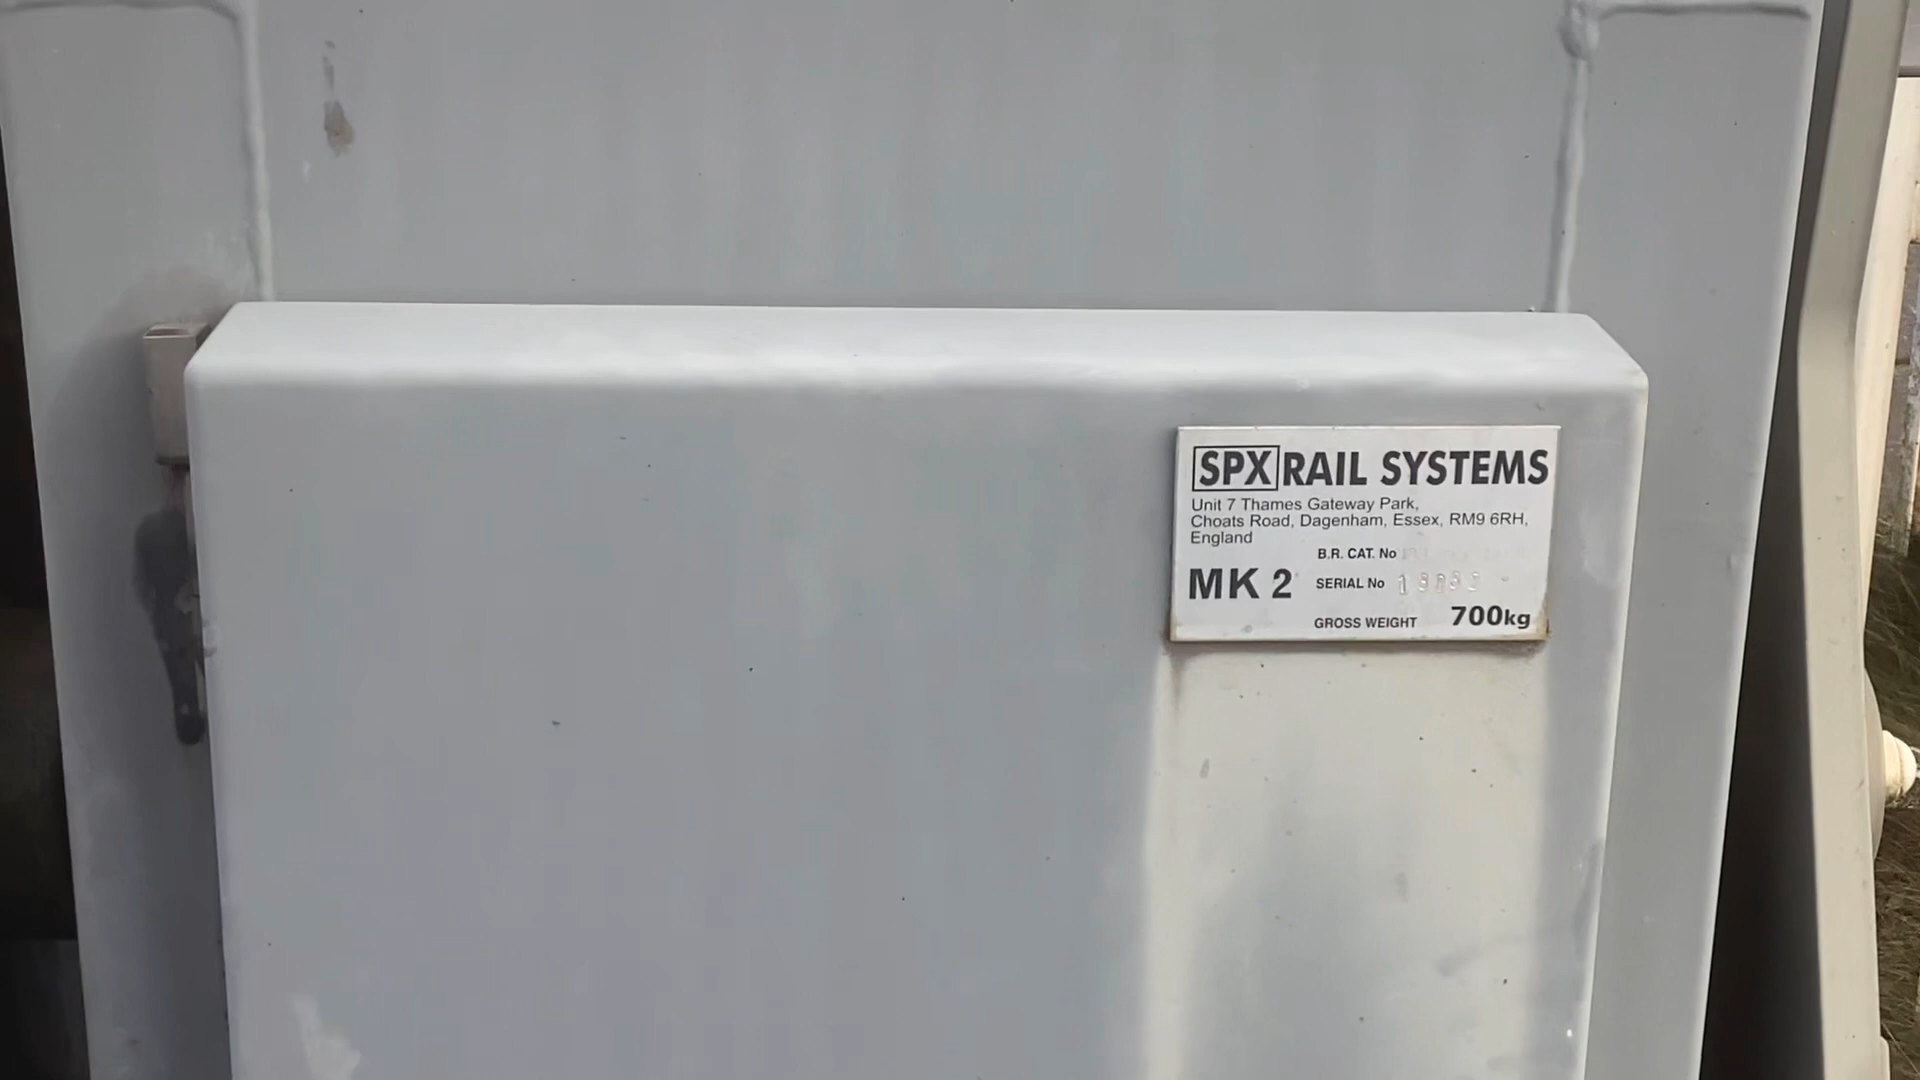 SPX RAIL SYSTEMS
Unit 7 Thames Gateway Park,
Choats Road, Dagenham, Essex, RM9 6RH,
England
B.R. CAT. No
MK 2 SERIAL No
GROSS WEIGHT 700kg